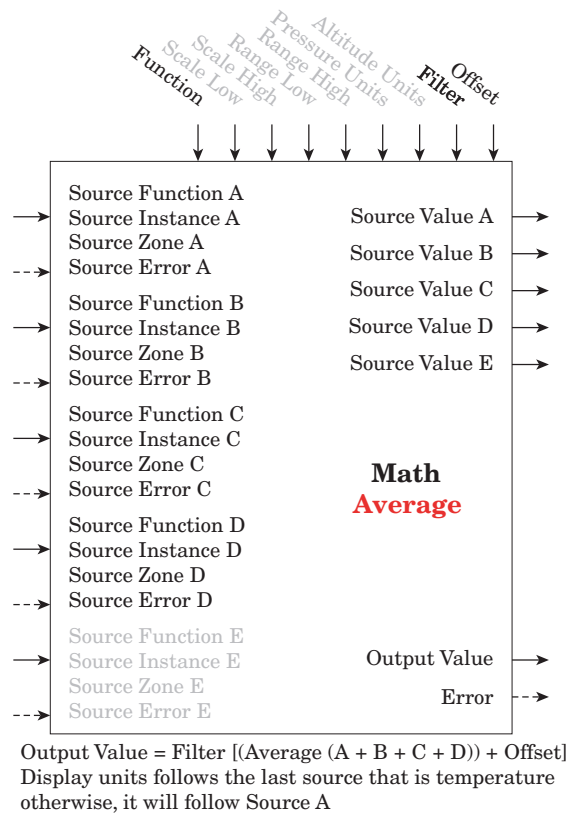 Function
Scale Low
Scale High
Range Low
Range High
Pressure Units
Altitude Units
Filter
Offset
Source Function A
Source Instance A
Source Zone A
Source Error A
Source Function B
Source Instance B
Source Zone B
Source Error B
Source Function C
Source Instance C
Source Zone C
Source Error C
Source Function D
Source Instance D
Source Zone D
Source Error D
Source Function E
Source Instance E
Source Zone E
Source Error E
Source Value A
Source Value B
Source Value C
Source Value D
Source Value E
Math
Average
Output Value
Error
Output Value = Filter [(Average (A + B + C + D)) + Offset]
Display units follows the last source that is temperature
otherwise, it will follow Source A